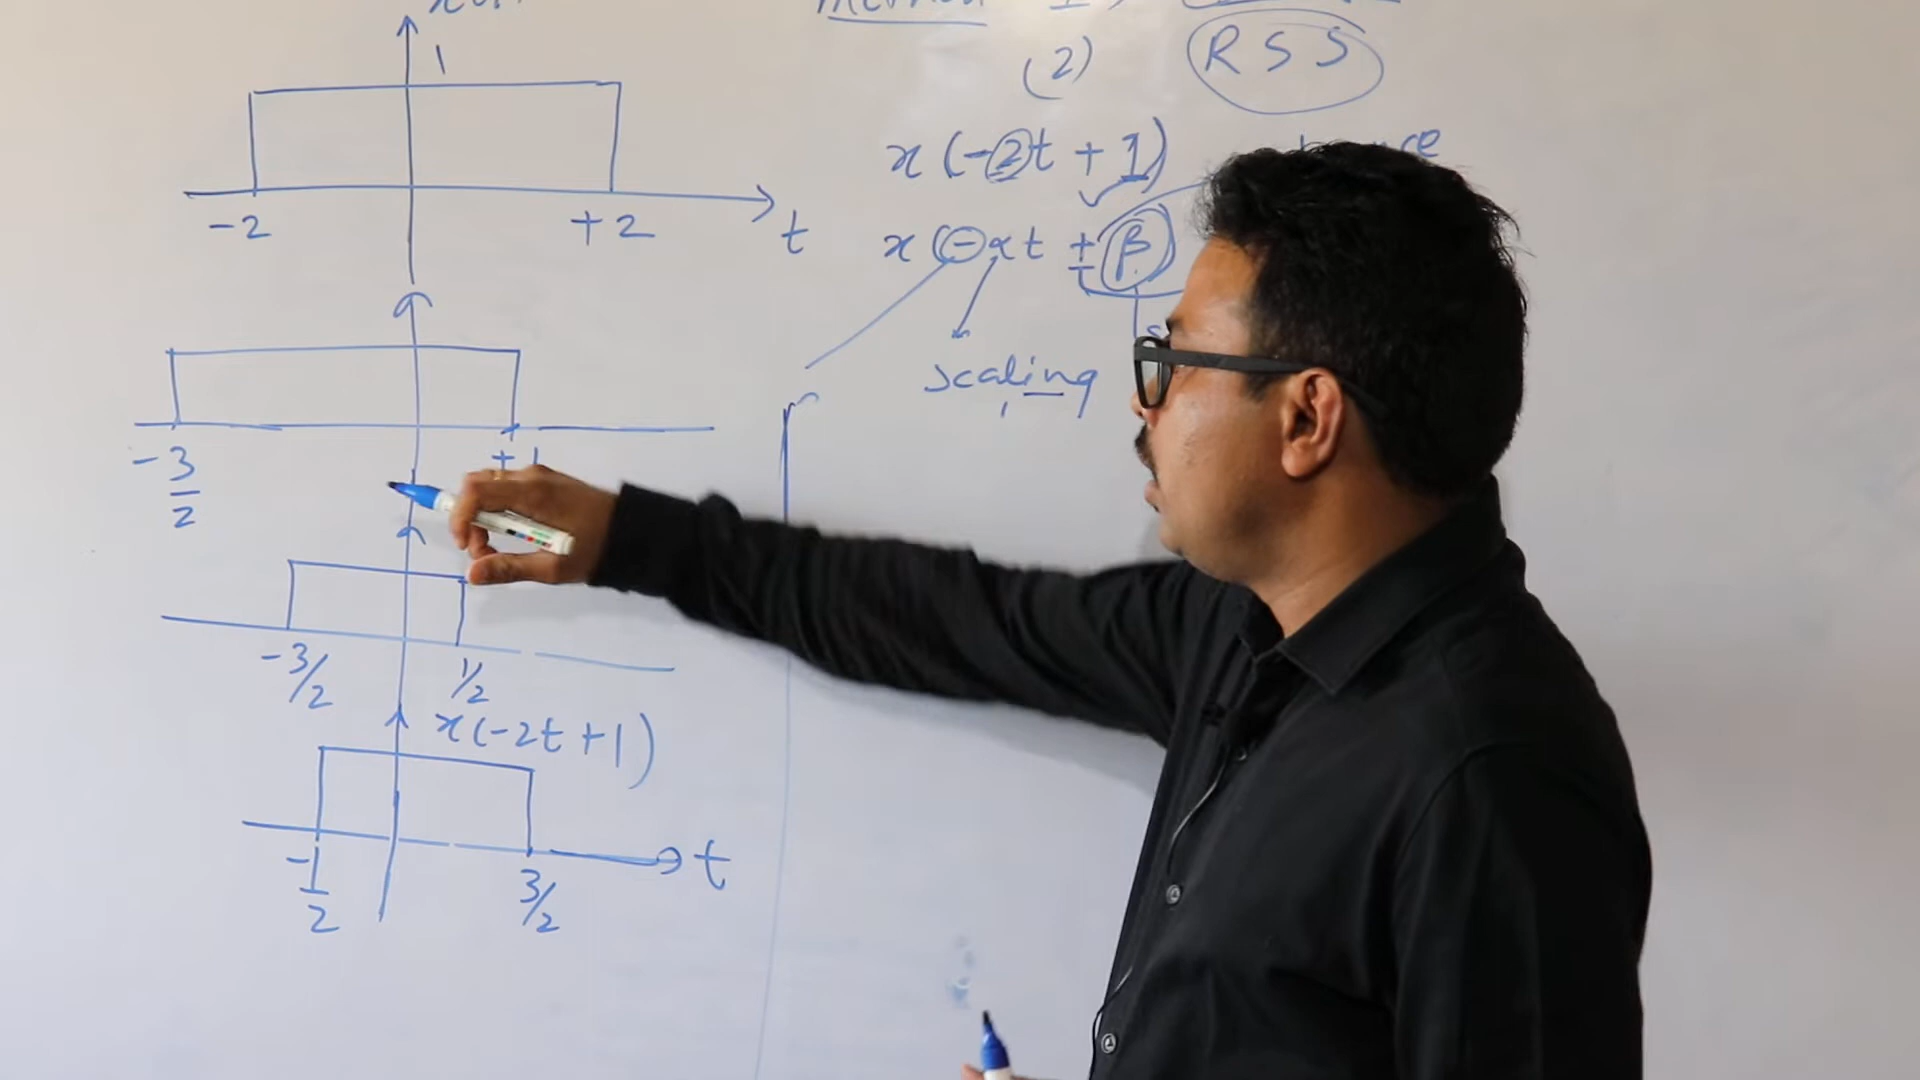 1
-2 +2 t
-3/2 +1
-3/2 1/2
x(-2t+1)
-1/2 3/2 t
(2) RSS
x(-2t+1)
x(-αt±β)
scaling